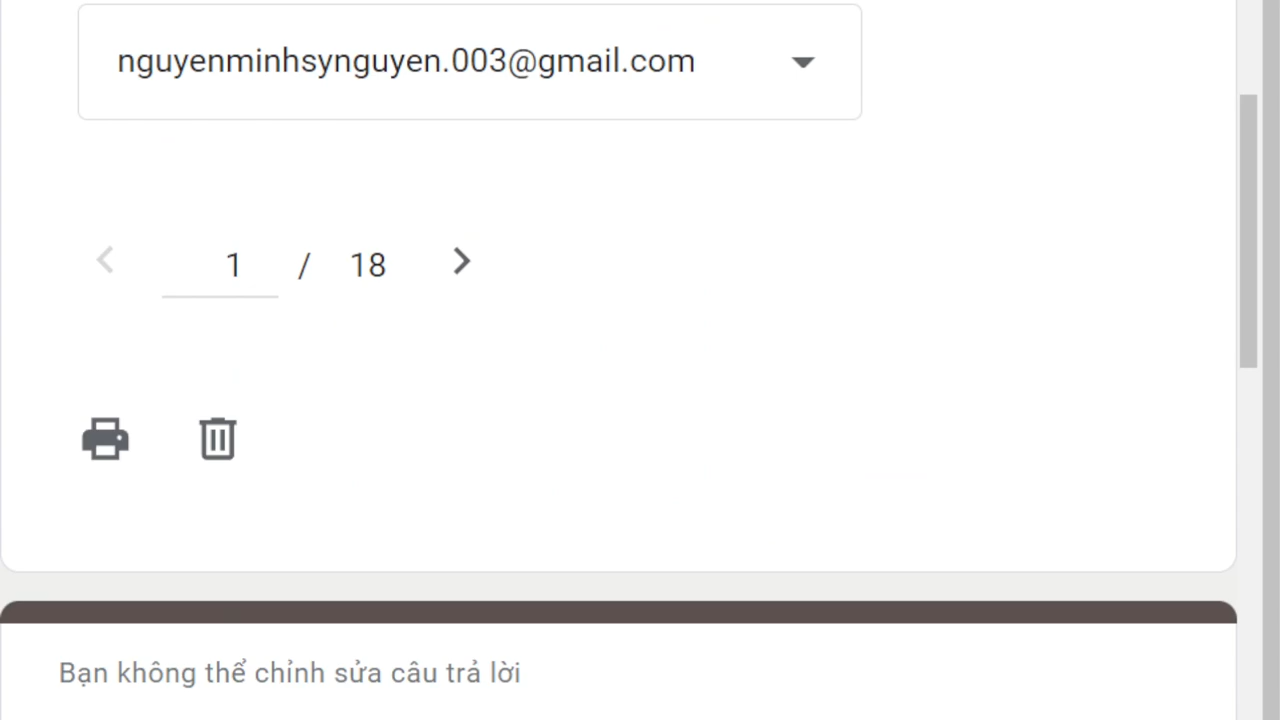 nguyenminhsynguyen.003@gmail.com
1 / 18
Bạn không thể chỉnh sửa câu trả lời